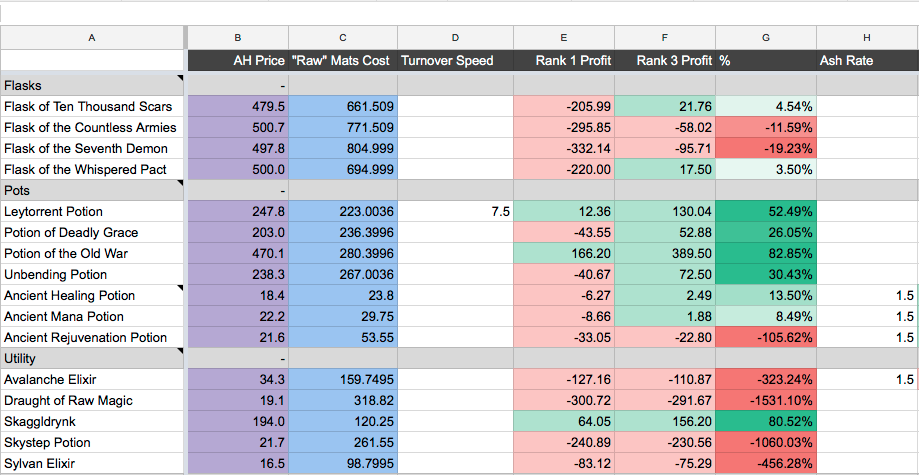 A B C D E F G H
AH Price "Raw" Mats Cost Turnover Speed Rank 1 Profit Rank 3 Profit % Ash Rate
Flasks -
Flask of Ten Thousand Scars 479.5 661.509 -205.99 21.76 4.54%
Flask of the Countless Armies 500.7 771.509 -295.85 -58.02 -11.59%
Flask of the Seventh Demon 497.8 804.999 -332.14 -95.71 -19.23%
Flask of the Whispered Pact 500.0 694.999 -220.00 17.50 3.50%
Pots -
Leytorrent Potion 247.8 223.0036 7.5 12.36 130.04 52.49%
Potion of Deadly Grace 203.0 236.3996 -43.55 52.88 26.05%
Potion of the Old War 470.1 280.3996 166.20 389.50 82.85%
Unbending Potion 238.3 267.0036 -40.67 72.50 30.43%
Ancient Healing Potion 18.4 23.8 -6.27 2.49 13.50% 1.5
Ancient Mana Potion 22.2 29.75 -8.66 1.88 8.49% 1.5
Ancient Rejuvenation Potion 21.6 53.55 -33.05 -22.80 -105.62% 1.5
Utility -
Avalanche Elixir 34.3 159.7495 -127.16 -110.87 -323.24% 1.5
Draught of Raw Magic 19.1 318.82 -300.72 -291.67 -1531.10%
Skaggldrynk 194.0 120.25 64.05 156.20 80.52%
Skystep Potion 21.7 261.55 -240.89 -230.56 -1060.03%
Sylvan Elixir 16.5 98.7995 -83.12 -75.29 -456.28%